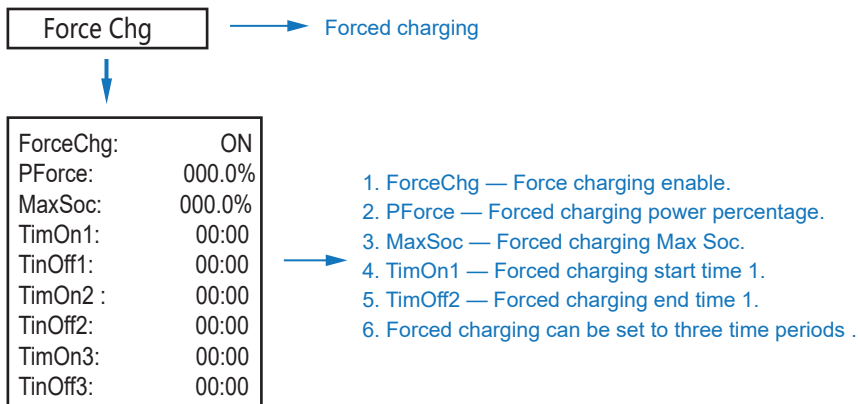 Force Chg
Forced charging
ForceChg: ON
PForce: 000.0%
MaxSoc: 000.0%
TimOn1: 00:00
TinOff1: 00:00
TimOn2 : 00:00
TinOff2: 00:00
TimOn3: 00:00
TinOff3: 00:00
1. ForceChg — Force charging enable.
2. PForce — Forced charging power percentage.
3. MaxSoc — Forced charging Max Soc.
4. TimOn1 — Forced charging start time 1.
5. TimOff2 — Forced charging end time 1.
6. Forced charging can be set to three time periods .